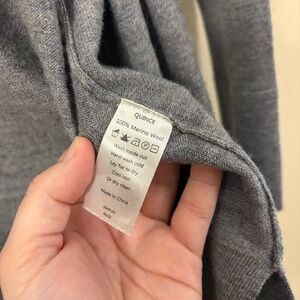 QUINCE
100% Merino Wool
Wash inside out
Hand wash cold
Lay flat to dry
Cool iron
Or dry clean
Made in China